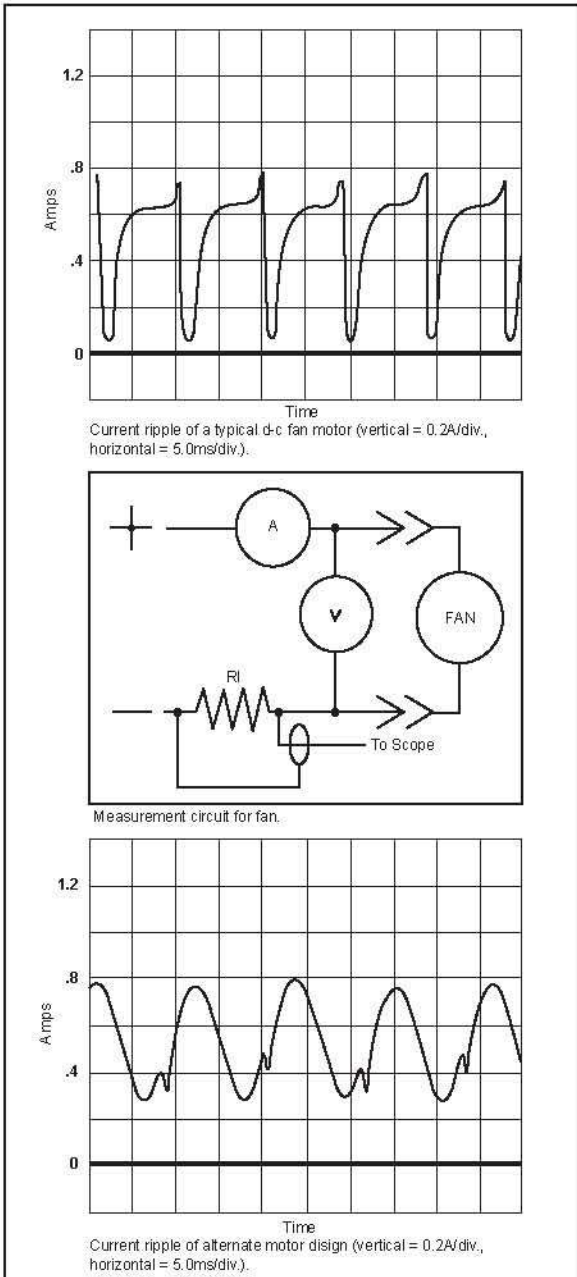 1.2
.8
Amps
.4
0
Time
Current ripple of a typical d-c fan motor (vertical = 0.2A/div.,
horizontal = 5.0ms/div.).
A
V
FAN
RI
To Scope
Measurement circuit for fan.
1.2
.8
Amps
.4
0
Time
Current ripple of alternate motor disign (vertical = 0.2A/div.,
horizontal = 5.0ms/div.).